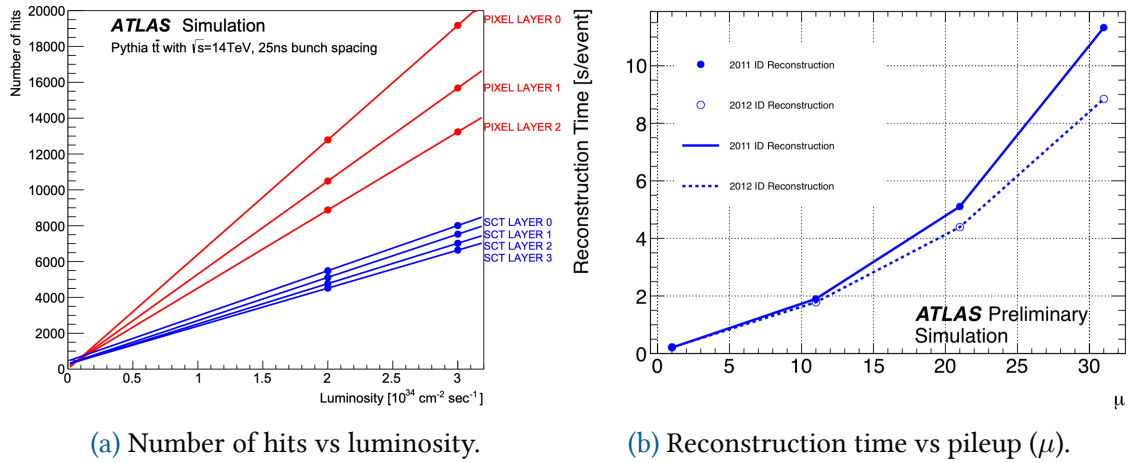 Number of hits
20000
18000
16000
14000
12000
10000
8000
6000
4000
2000
0
ATLAS Simulation
Pythia tt̄ with √s=14TeV, 25ns bunch spacing
PIXEL LAYER 0
PIXEL LAYER 1
PIXEL LAYER 2
SCT LAYER 0
SCT LAYER 1
SCT LAYER 2
SCT LAYER 3
0 0.5 1 1.5 2 2.5 3
Luminosity [10³⁴ cm⁻² sec⁻¹]
(a) Number of hits vs luminosity.
Reconstruction Time [s/event]
10
8
6
4
2
0
2011 ID Reconstruction
2012 ID Reconstruction
2011 ID Reconstruction
2012 ID Reconstruction
ATLAS Preliminary
Simulation
0 5 10 15 20 25 30
μ
(b) Reconstruction time vs pileup (μ).